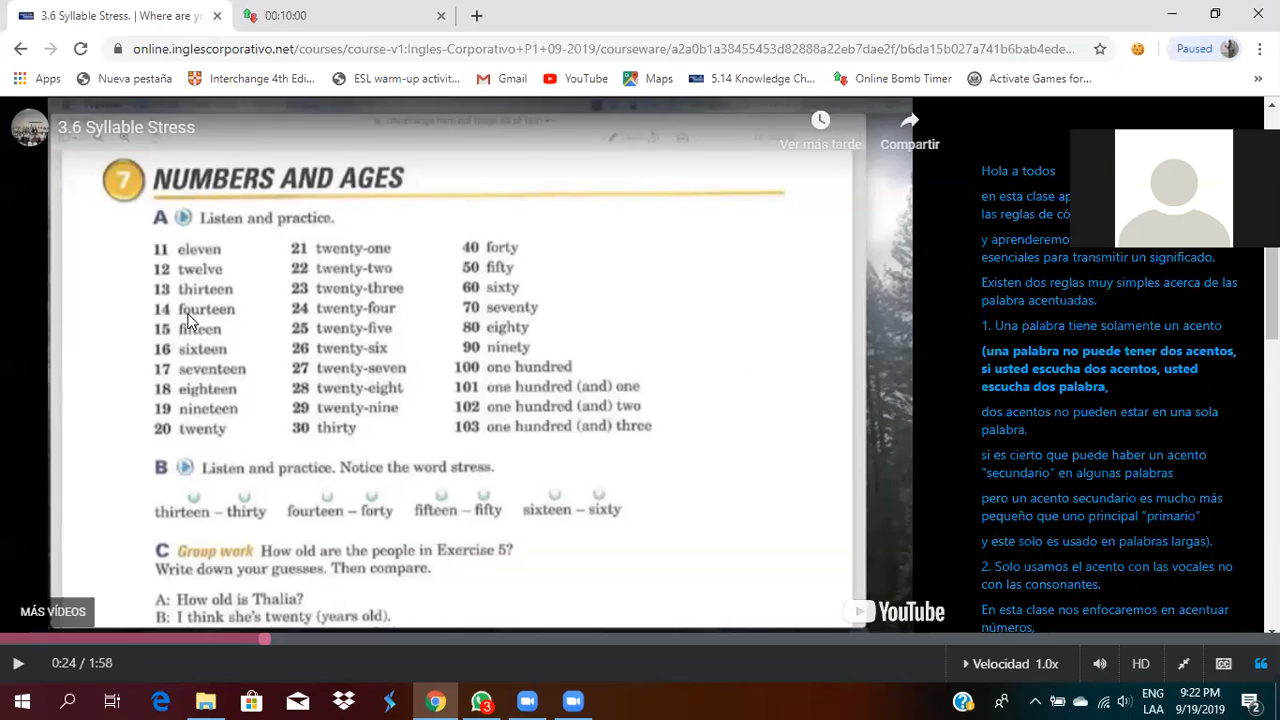 3.6 Syllable Stress. | Where are yo
00:10:00
online.inglescorporativo.net/courses/course-v1:Ingles-Corporativo+P1+09-2019/courseware/a2a0b1a38455453d82888a22eb7dae2f/b6da15b027a741b6bab4ede...
Paused
Apps
Nueva pestaña
Interchange 4th Edi...
ESL warm-up activit...
Gmail
YouTube
Maps
5.14 Knowledge Ch...
Online Bomb Timer
Activate Games for...
»
3.6 Syllable Stress
Ver más tarde
Compartir
7 NUMBERS AND AGES
A Listen and practice.
11 eleven 21 twenty-one 40 forty
12 twelve 22 twenty-two 50 fifty
13 thirteen 23 twenty-three 60 sixty
14 fourteen 24 twenty-four 70 seventy
15 fifteen 25 twenty-five 80 eighty
16 sixteen 26 twenty-six 90 ninety
17 seventeen 27 twenty-seven 100 one hundred
18 eighteen 28 twenty-eight 101 one hundred (and) one
19 nineteen 29 twenty-nine 102 one hundred (and) two
20 twenty 30 thirty 103 one hundred (and) three
B Listen and practice. Notice the word stress.
thirteen – thirty fourteen – forty fifteen – fifty sixteen – sixty
C Group work How old are the people in Exercise 5?
Write down your guesses. Then compare.
A: How old is Thalia?
B: I think she's twenty (years old).
MÁS VÍDEOS
YouTube
Hola a todos
en esta clase ap
las reglas de có
y aprenderemo
esenciales para transmitir un significado.
Existen dos reglas muy simples acerca de las
palabra acentuadas.
1. Una palabra tiene solamente un acento
(una palabra no puede tener dos acentos,
si usted escucha dos acentos, usted
escucha dos palabra,
dos acentos no pueden estar en una sola
palabra.
si es cierto que puede haber un acento
"secundario" en algunas palabras
pero un acento secundario es mucho más
pequeño que uno principal "primario"
y este solo es usado en palabras largas).
2. Solo usamos el acento con las vocales no
con las consonantes.
En esta clase nos enfocaremos en acentuar
números,
0:24 / 1:58
Velocidad 1.0x
HD
3
ENG
LAA
9:22 PM
9/19/2019
2